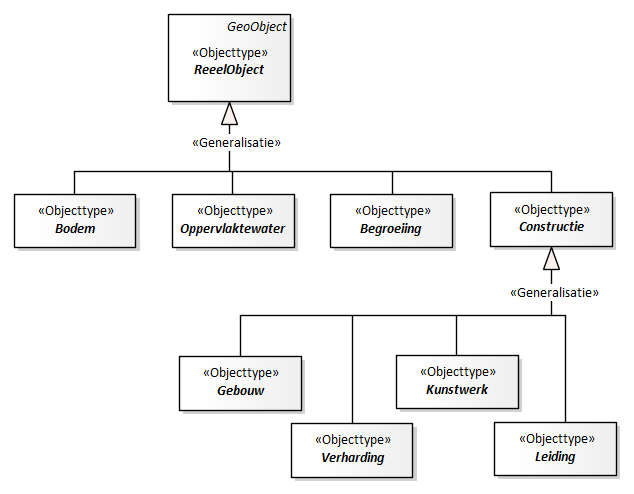 GeoObject
«Objecttype»
ReeelObject
«Generalisatie»
«Objecttype»
Bodem
«Objecttype»
Oppervlaktewater
«Objecttype»
Begroeiing
«Objecttype»
Constructie
«Generalisatie»
«Objecttype»
Gebouw
«Objecttype»
Kunstwerk
«Objecttype»
Verharding
«Objecttype»
Leiding